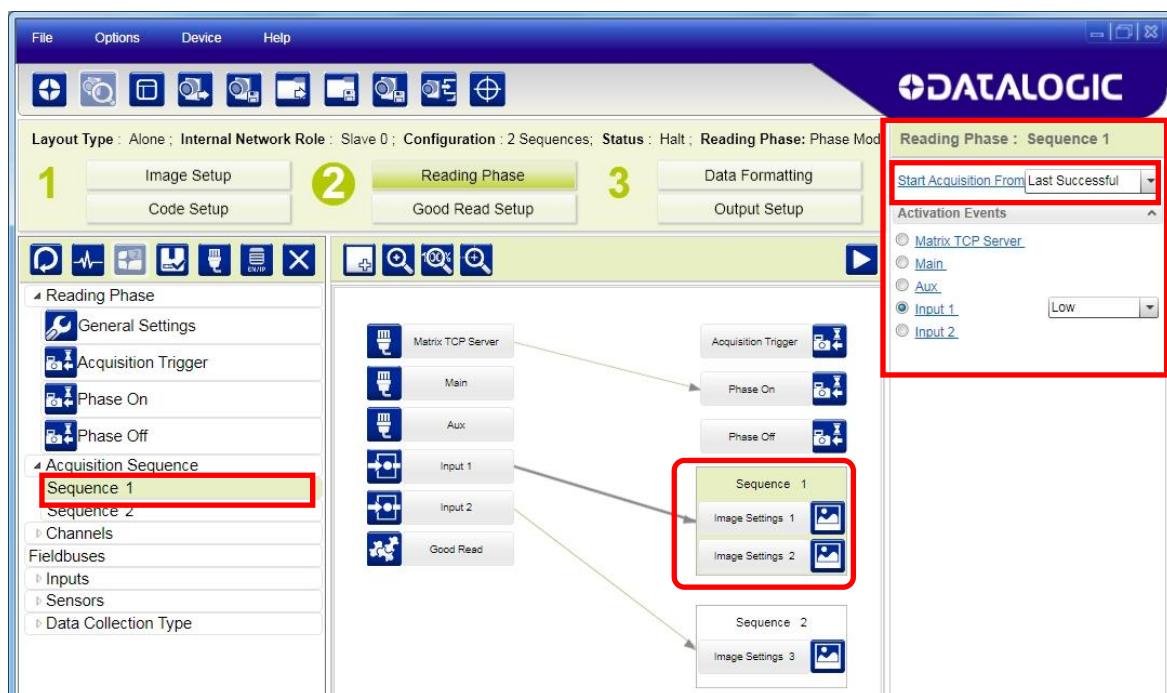 File Options Device Help
DATALOGIC
Layout Type : Alone ; Internal Network Role : Slave 0 ; Configuration : 2 Sequences; Status : Halt ; Reading Phase: Phase Mod
1
Image Setup
Code Setup
2
Reading Phase
Good Read Setup
3
Data Formatting
Output Setup
100%
EN/IP
Reading Phase
General Settings
Acquisition Trigger
Phase On
Phase Off
Acquisition Sequence
Sequence 1
Sequence 2
Channels
Fieldbuses
Inputs
Sensors
Data Collection Type
Matrix TCP Server
Main
Aux
Input 1
Input 2
Good Read
Acquisition Trigger
Phase On
Phase Off
Sequence 1
Image Settings 1
Image Settings 2
Sequence 2
Image Settings 3
Reading Phase : Sequence 1
Start Acquisition From Last Successful
Activation Events
Matrix TCP Server
Main
Aux
Input 1 Low
Input 2